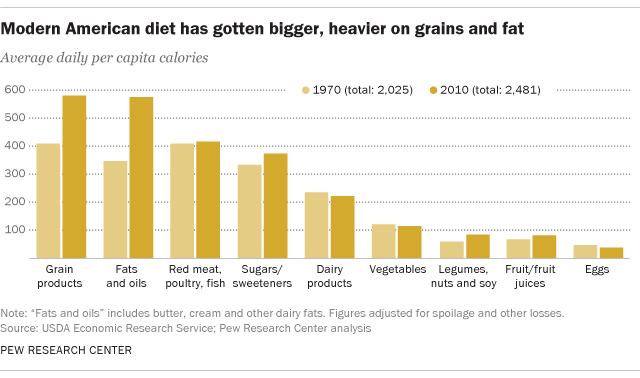 Modern American diet has gotten bigger, heavier on grains and fat
Average daily per capita calories
1970 (total: 2,025) 2010 (total: 2,481)
600
500
400
300
200
100
Grain products
Fats and oils
Red meat, poultry, fish
Sugars/ sweeteners
Dairy products
Vegetables
Legumes, nuts and soy
Fruit/fruit juices
Eggs
Note: “Fats and oils” includes butter, cream and other dairy fats. Figures adjusted for spoilage and other losses.
Source: USDA Economic Research Service; Pew Research Center analysis
PEW RESEARCH CENTER